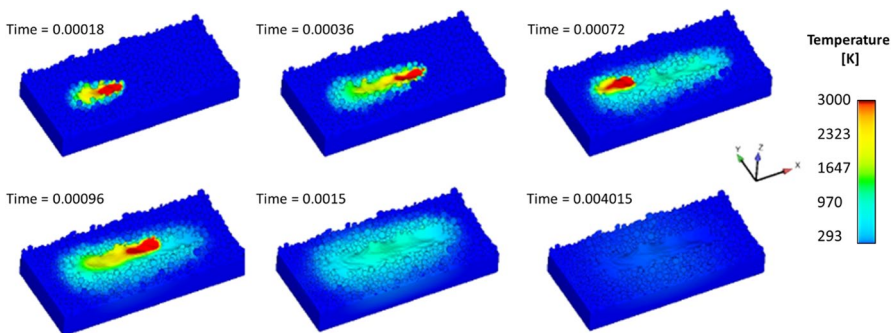 Time = 0.00018
Time = 0.00036
Time = 0.00072
Temperature
[K]
3000
2323
1647
970
293
Y
Z
X
Time = 0.00096
Time = 0.0015
Time = 0.004015